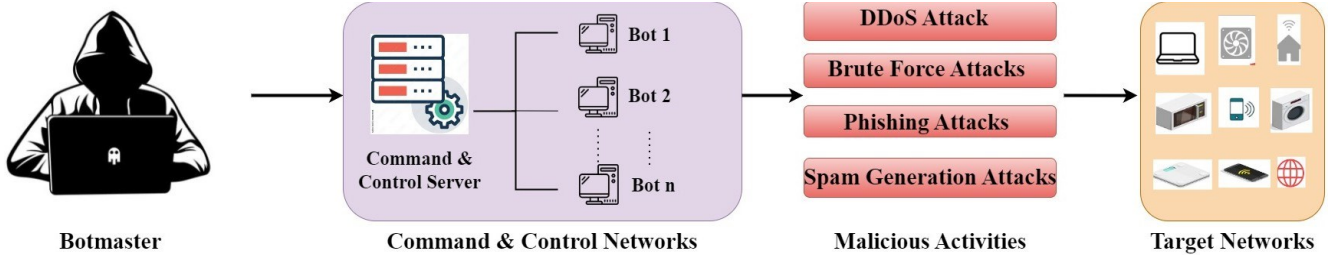 Bot 1
Bot 2
Bot n
Command &
Control Server
DDoS Attack
Brute Force Attacks
Phishing Attacks
Spam Generation Attacks
Botmaster
Command & Control Networks
Malicious Activities
Target Networks